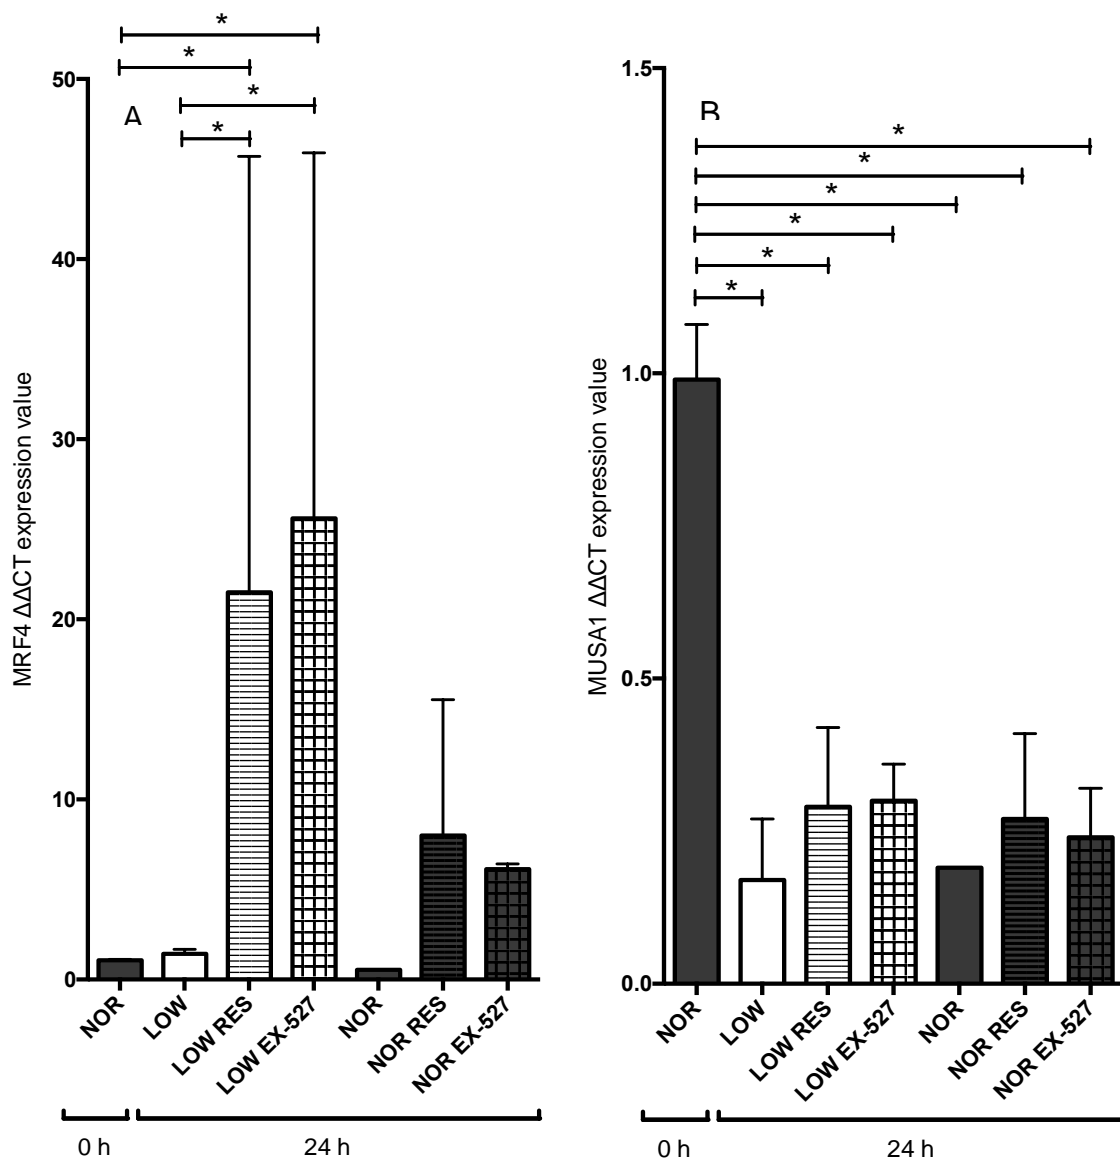 *
*
*
*
A
50
40
30
20
10
0
MRF4 ΔΔCT expression value
NOR
LOW
LOW RES
LOW EX-527
NOR
NOR RES
NOR EX-527
0 h
24 h
B
*
*
*
*
*
*
1.5
1.0
0.5
0.0
MUSA1 ΔΔCT expression value
NOR
LOW
LOW RES
LOW EX-527
NOR
NOR RES
NOR EX-527
0 h
24 h